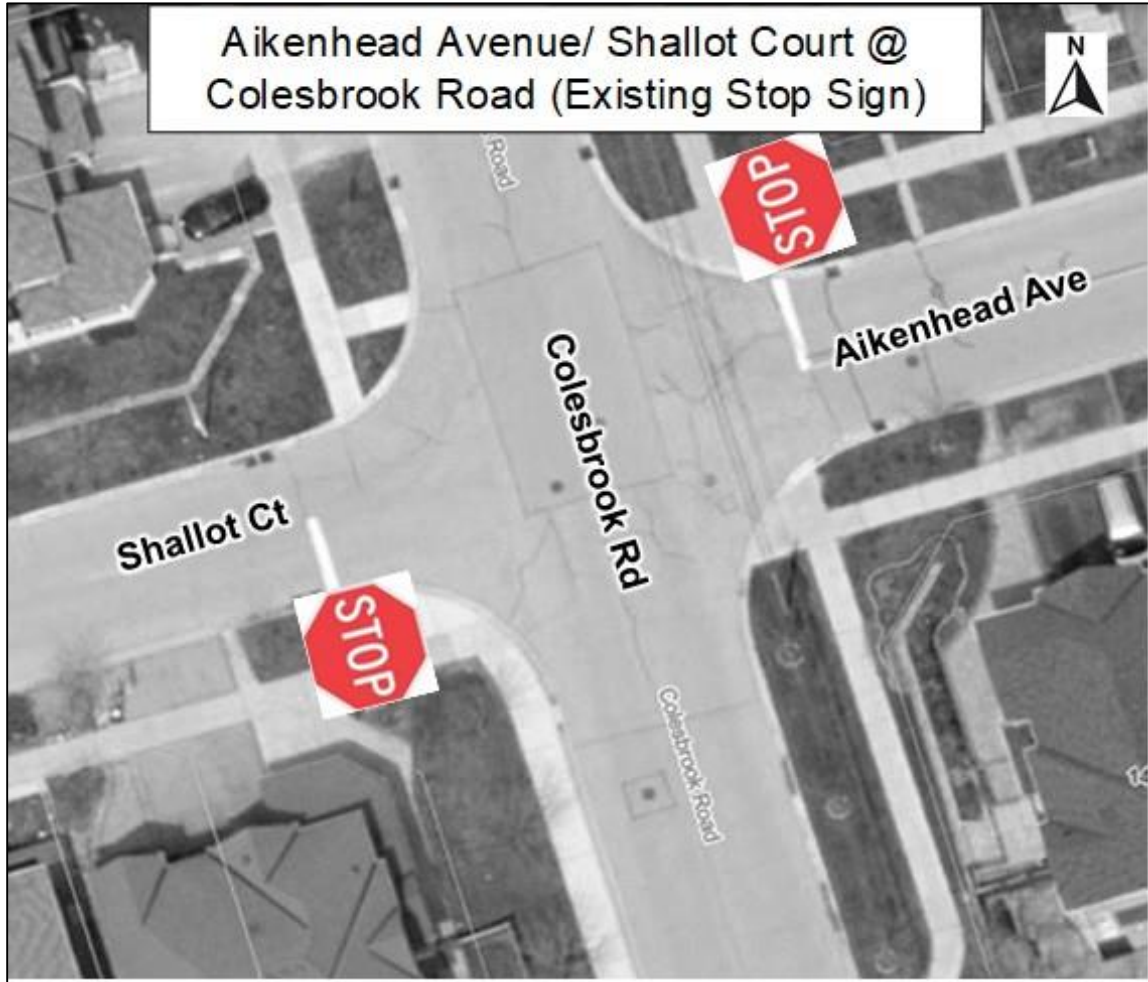 Aikenhead Avenue/ Shallot Court @
Colesbrook Road (Existing Stop Sign)
N
Road
STOP
Aikenhead Ave
Colesbrook Rd
Shallot Ct
STOP
Colesbrook Road